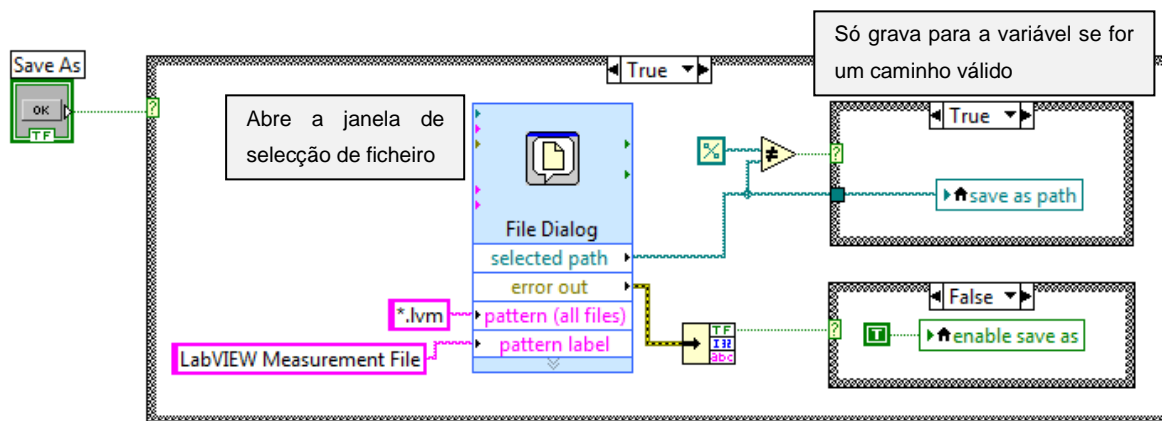 Save As
OK
TF
?
True
Abre a janela de
selecção de ficheiro
Só grava para a variável se for
um caminho válido
File Dialog
selected path
error out
pattern (all files)
pattern label
*.lvm
LabVIEW Measurement File
≠
?
True
save as path
TF
abc
?
False
T
enable save as